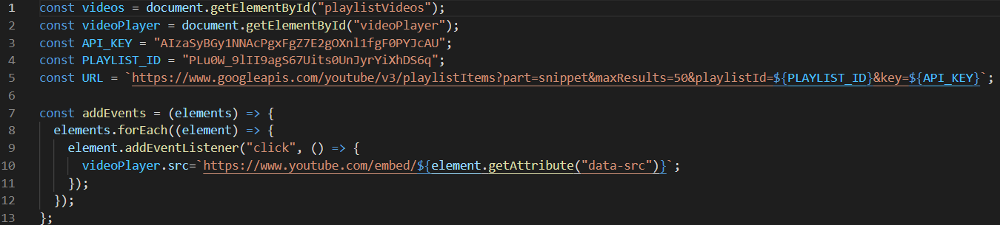 1 const videos = document.getElementById("playlistVideos");
2 const videoPlayer = document.getElementById("videoPlayer");
3 const API_KEY = "AIzaSyBGy1NNAcPgxFgZ7E2gOXnl1fgF0PYJcAU";
4 const PLAYLIST_ID = "PLu0W_9lII9agS67Uits0UnJyrYiXhDS6q";
5 const URL = `https://www.googleapis.com/youtube/v3/playlistItems?part=snippet&maxResults=50&playlistId=${PLAYLIST_ID}&key=${API_KEY}`;
6
7 const addEvents = (elements) => {
8 elements.forEach((element) => {
9 element.addEventListener("click", () => {
10 videoPlayer.src=`https://www.youtube.com/embed/${element.getAttribute("data-src")}`;
11 });
12 });
13 };